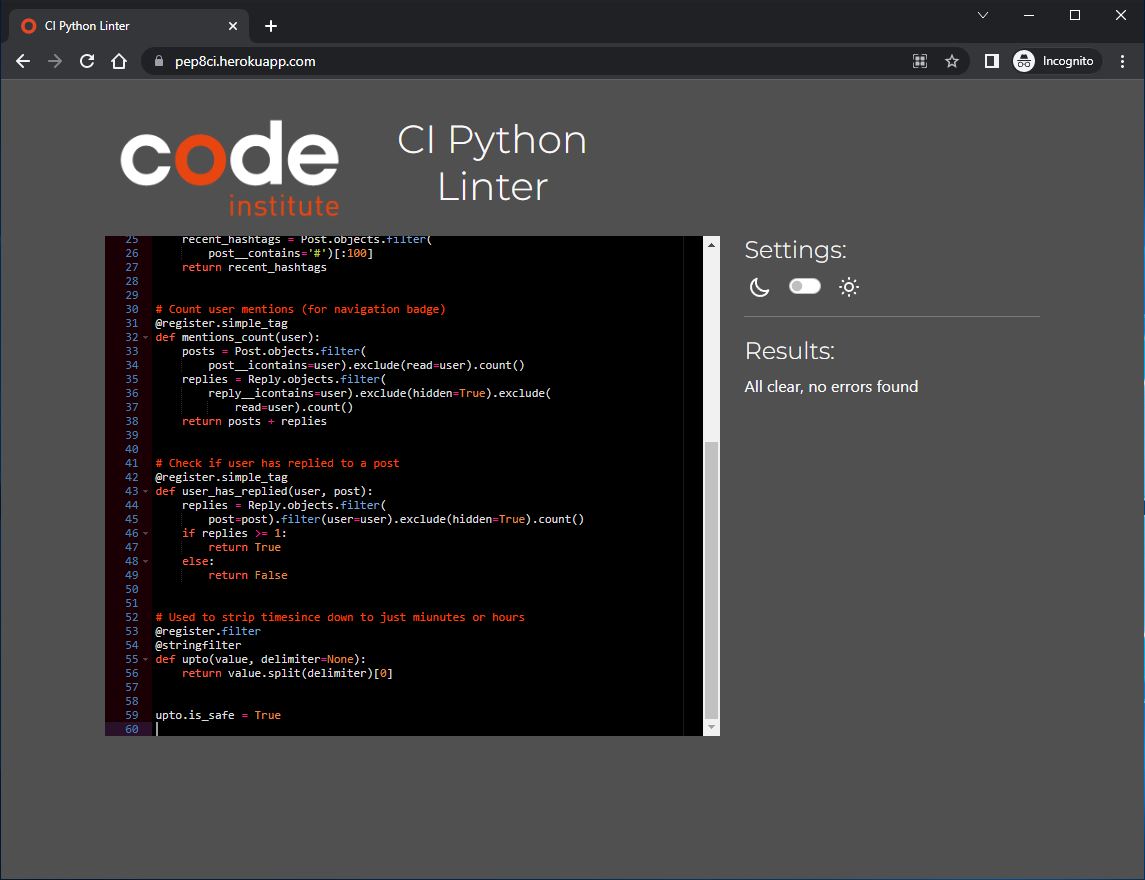 CI Python Linter
pep8ci.herokuapp.com
Incognito
code
institute
CI Python
Linter
25     recent_hashtags = Post.objects.filter(
26         post__contains='#')[:100]
27     return recent_hashtags
28
29
30 # Count user mentions (for navigation badge)
31 @register.simple_tag
32 def mentions_count(user):
33     posts = Post.objects.filter(
34         post__icontains=user).exclude(read=user).count()
35     replies = Reply.objects.filter(
36         reply__icontains=user).exclude(hidden=True).exclude(
37             read=user).count()
38     return posts + replies
39
40
41 # Check if user has replied to a post
42 @register.simple_tag
43 def user_has_replied(user, post):
44     replies = Reply.objects.filter(
45         post=post).filter(user=user).exclude(hidden=True).count()
46     if replies >= 1:
47         return True
48     else:
49         return False
50
51
52 # Used to strip timesince down to just miunutes or hours
53 @register.filter
54 @stringfilter
55 def upto(value, delimiter=None):
56     return value.split(delimiter)[0]
57
58
59 upto.is_safe = True
60
Settings:
Results:
All clear, no errors found